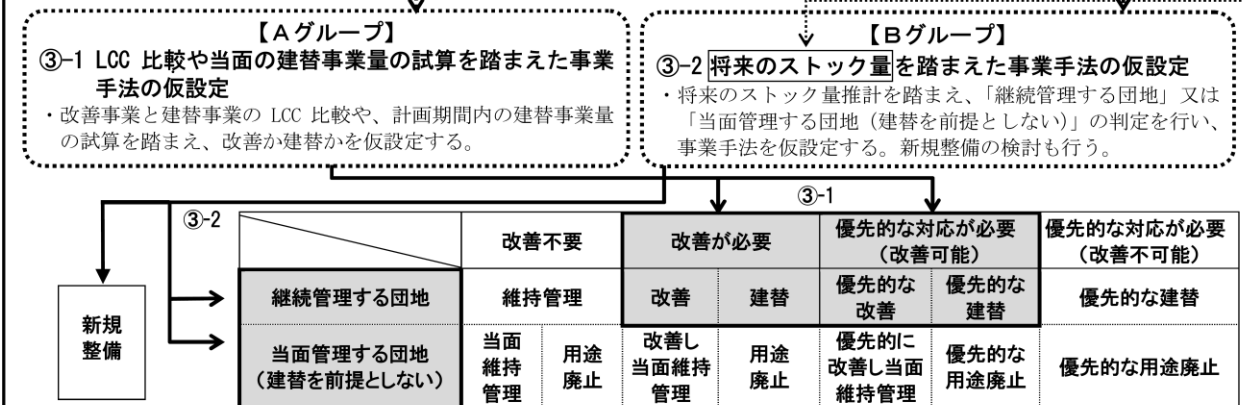 【Aグループ】
③-1 LCC 比較や当面の建替事業量の試算を踏まえた事業
手法の仮設定
・改善事業と建替事業の LCC 比較や、計画期間内の建替事業量
の試算を踏まえ、改善か建替かを仮設定する。
【Bグループ】
③-2 将来のストック量を踏まえた事業手法の仮設定
・将来のストック量推計を踏まえ、「継続管理する団地」又は
「当面管理する団地（建替を前提としない）」の判定を行い、
事業手法を仮設定する。新規整備の検討も行う。
③-1
③-2
改善不要
改善が必要
優先的な対応が必要
（改善可能）
優先的な対応が必要
（改善不可能）
新規
整備
継続管理する団地
維持管理
改善
建替
優先的な
改善
優先的な
建替
優先的な建替
当面管理する団地
（建替を前提としない）
当面
維持
管理
用途
廃止
改善し
当面維持
管理
用途
廃止
優先的に
改善し当面
維持管理
優先的な
用途廃止
優先的な用途廃止